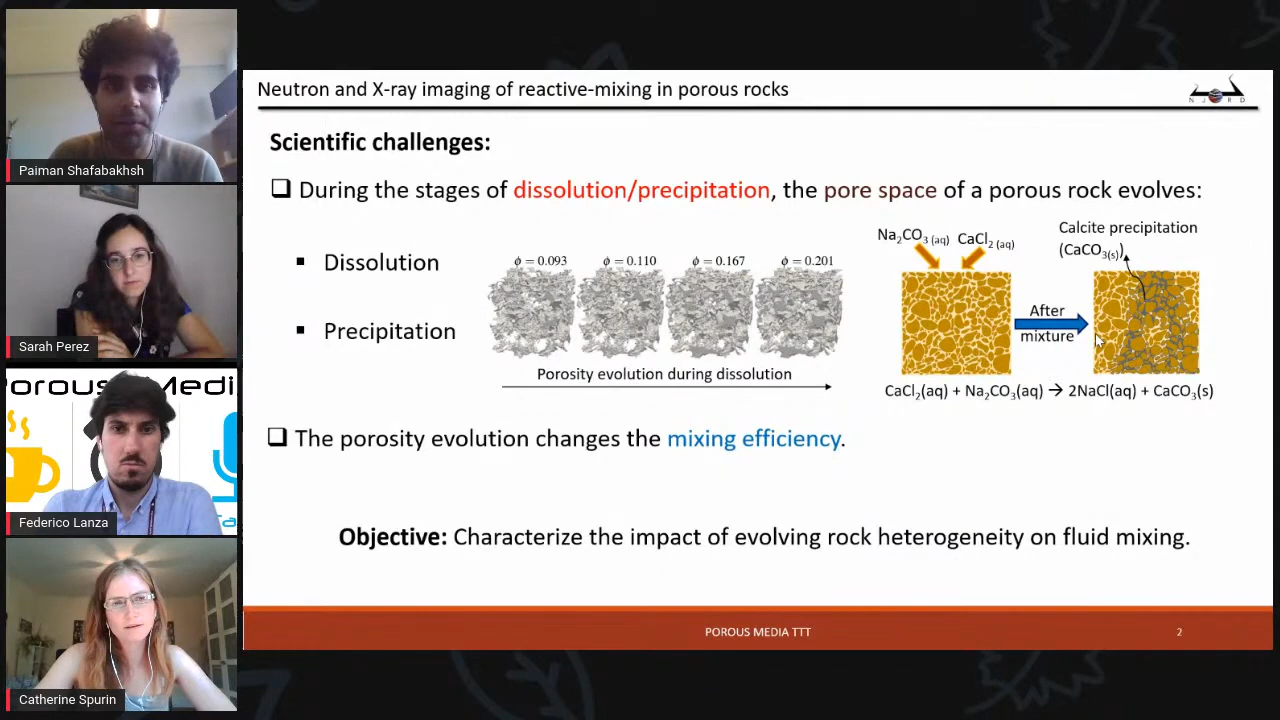 Paiman Shafabakhsh
Sarah Perez
Porous Media
Federico Lanza
Catherine Spurin
Neutron and X-ray imaging of reactive-mixing in porous rocks
NJORD
Scientific challenges:
❑ During the stages of dissolution/precipitation, the pore space of a porous rock evolves:
▪ Dissolution
▪ Precipitation
ϕ = 0.093 ϕ = 0.110 ϕ = 0.167 ϕ = 0.201
Porosity evolution during dissolution
Na₂CO₃ (aq) CaCl₂ (aq)
After
mixture
Calcite precipitation
(CaCO₃(s))
CaCl₂(aq) + Na₂CO₃(aq) → 2NaCl(aq) + CaCO₃(s)
❑ The porosity evolution changes the mixing efficiency.
Objective: Characterize the impact of evolving rock heterogeneity on fluid mixing.
POROUS MEDIA TTT
2